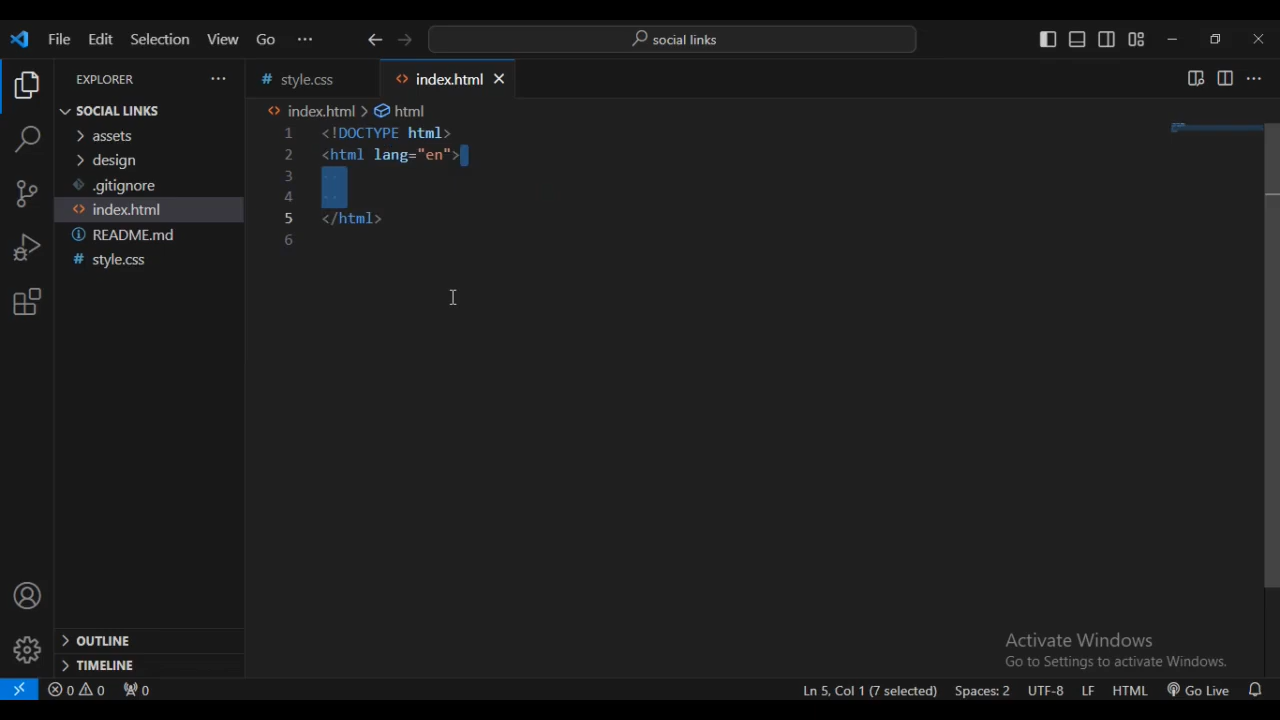 File Edit Selection View Go ··· social links
EXPLORER ··· style.css index.html
SOCIAL LINKS
assets
design
.gitignore
index.html
README.md
style.css
index.html > html
1 <!DOCTYPE html>
2 <html lang="en">
3
4
5 </html>
6
OUTLINE
TIMELINE
Activate Windows
Go to Settings to activate Windows.
0 0 0 Ln 5, Col 1 (7 selected) Spaces: 2 UTF-8 LF HTML Go Live